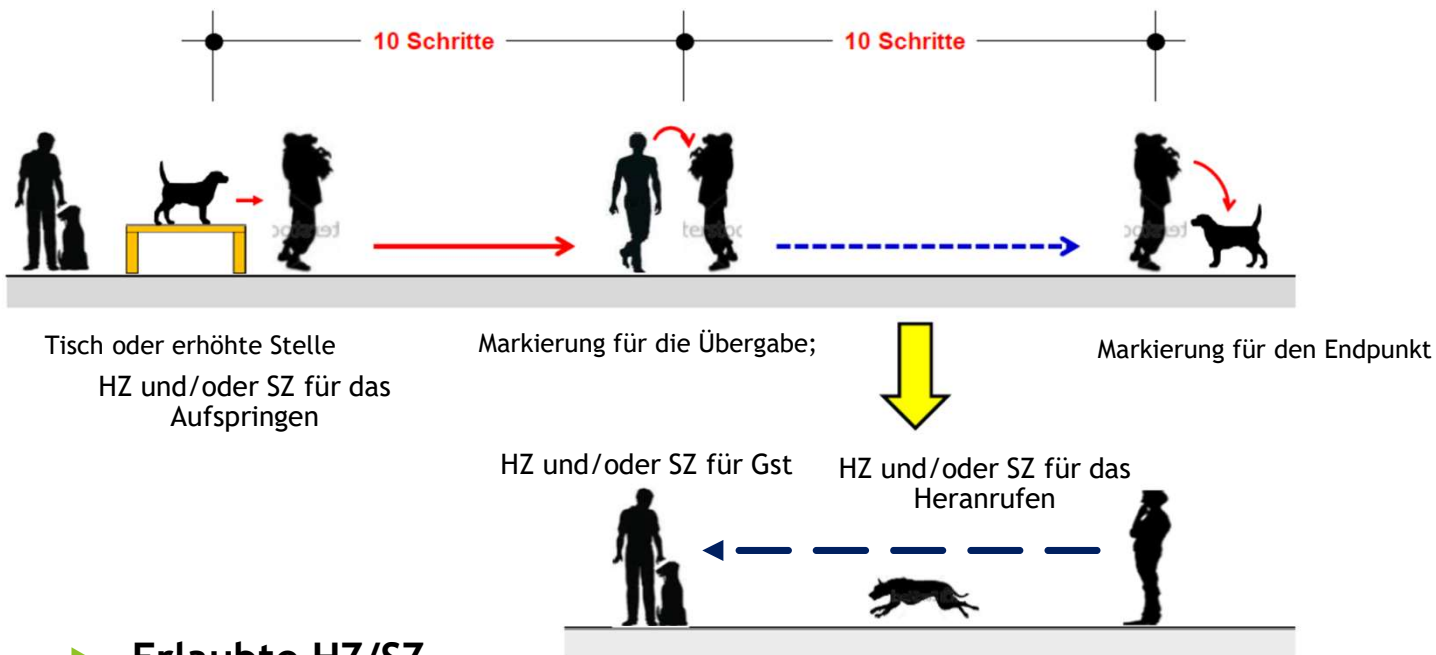 10 Schritte
10 Schritte
Tisch oder erhöhte Stelle
HZ und/oder SZ für das
Aufspringen
Markierung für die Übergabe;
Markierung für den Endpunkt
HZ und/oder SZ für Gst
HZ und/oder SZ für das
Heranrufen
Erlaubte HZ/SZ